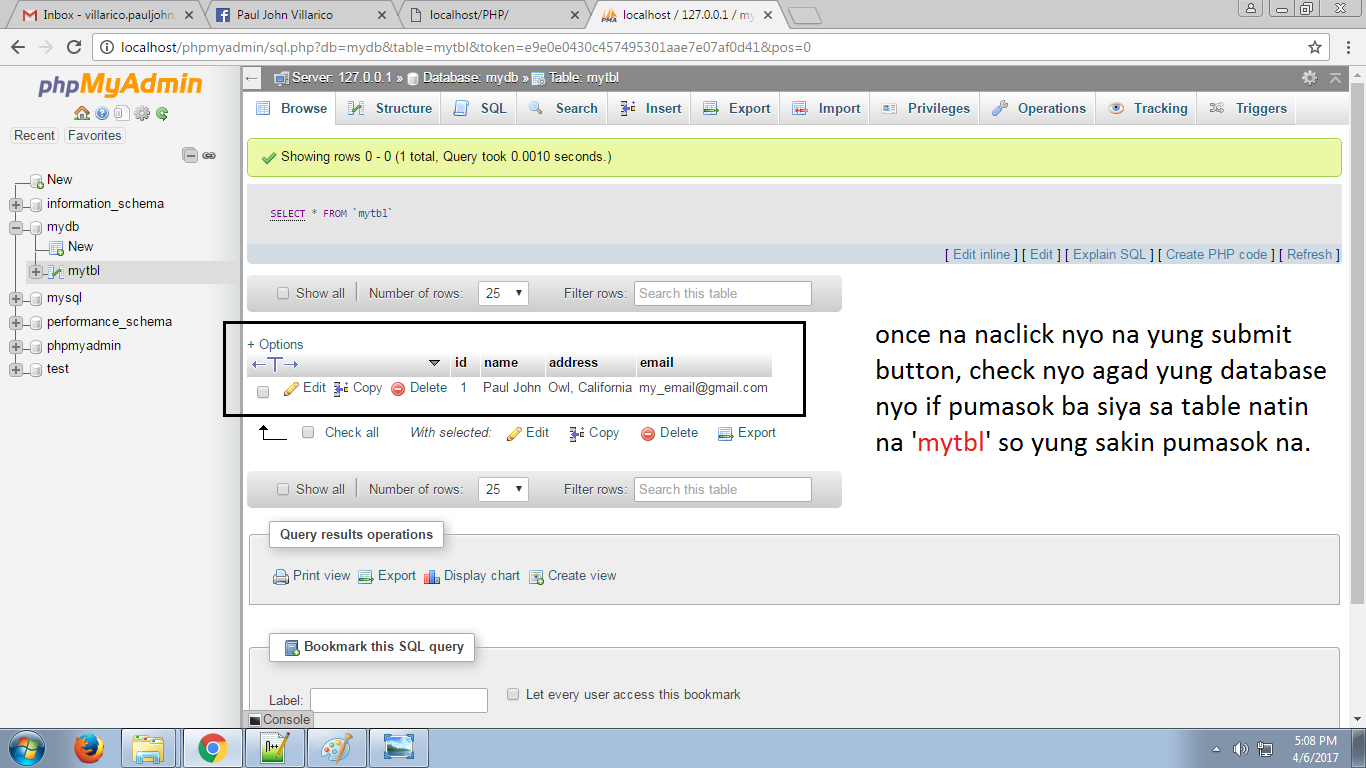 Inbox - villarico.pauljohn
Paul John Villarico
localhost/PHP/
localhost / 127.0.0.1 / my
localhost/phpmyadmin/sql.php?db=mydb&table=mytbl&token=e9e0e0430c457495301aae7e07af0d41&pos=0
phpMyAdmin
Recent Favorites
New
information_schema
mydb
New
mytbl
mysql
performance_schema
phpmyadmin
test
Server: 127.0.0.1 » Database: mydb » Table: mytbl
Browse Structure SQL Search Insert Export Import Privileges Operations Tracking Triggers
Showing rows 0 - 0 (1 total, Query took 0.0010 seconds.)
SELECT * FROM `mytbl`
[ Edit inline ] [ Edit ] [ Explain SQL ] [ Create PHP code ] [ Refresh ]
Show all Number of rows: 25 Filter rows: Search this table
+ Options
id name address email
Edit Copy Delete 1 Paul John Owl, California my_email@gmail.com
Check all With selected: Edit Copy Delete Export
Show all Number of rows: 25 Filter rows: Search this table
once na naclick nyo na yung submit
button, check nyo agad yung database
nyo if pumasok ba siya sa table natin
na 'mytbl' so yung sakin pumasok na.
Query results operations
Print view Export Display chart Create view
Bookmark this SQL query
Label: Let every user access this bookmark
Console
5:08 PM
4/6/2017